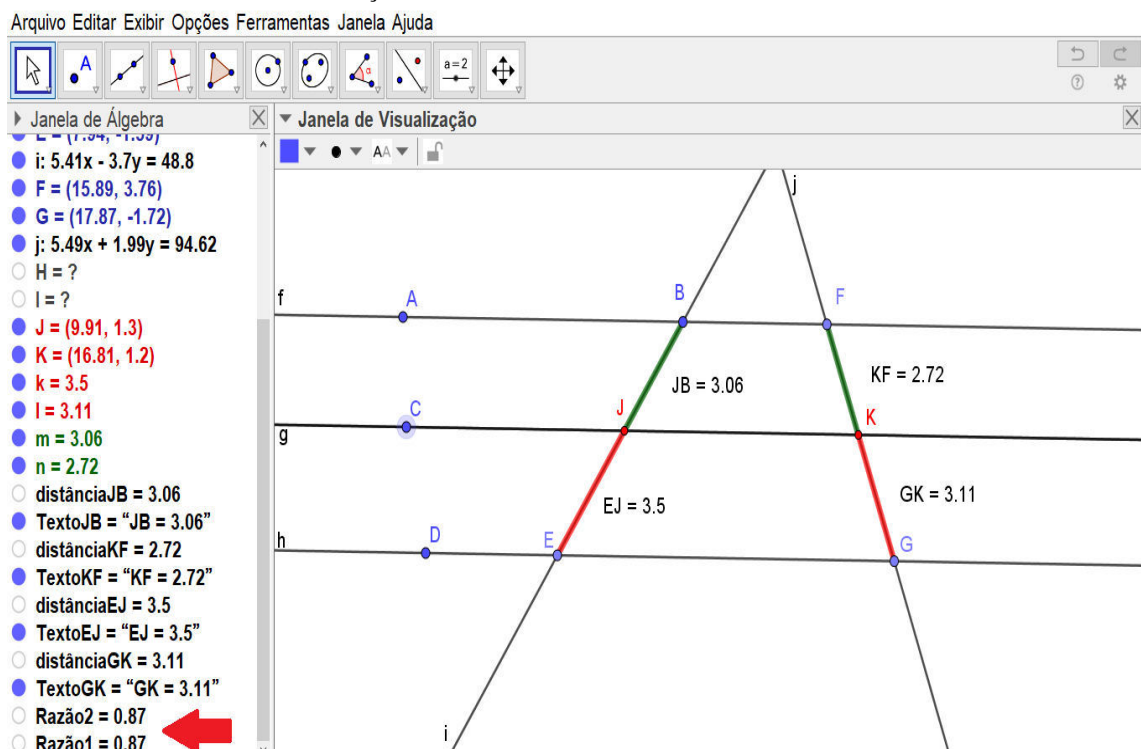 Arquivo Editar Exibir Opções Ferramentas Janela Ajuda
A
α
a=2
Janela de Álgebra
Janela de Visualização
AA
i: 5.41x - 3.7y = 48.8
F = (15.89, 3.76)
G = (17.87, -1.72)
j: 5.49x + 1.99y = 94.62
H = ?
I = ?
J = (9.91, 1.3)
K = (16.81, 1.2)
k = 3.5
l = 3.11
m = 3.06
n = 2.72
distânciaJB = 3.06
TextoJB = “JB = 3.06”
distânciaKF = 2.72
TextoKF = “KF = 2.72”
distânciaEJ = 3.5
TextoEJ = “EJ = 3.5”
distânciaGK = 3.11
TextoGK = “GK = 3.11”
Razão2 = 0.87
Razão1 = 0.87
j
f
A
B
F
JB = 3.06
KF = 2.72
C
J
K
g
EJ = 3.5
GK = 3.11
h
D
E
G
i